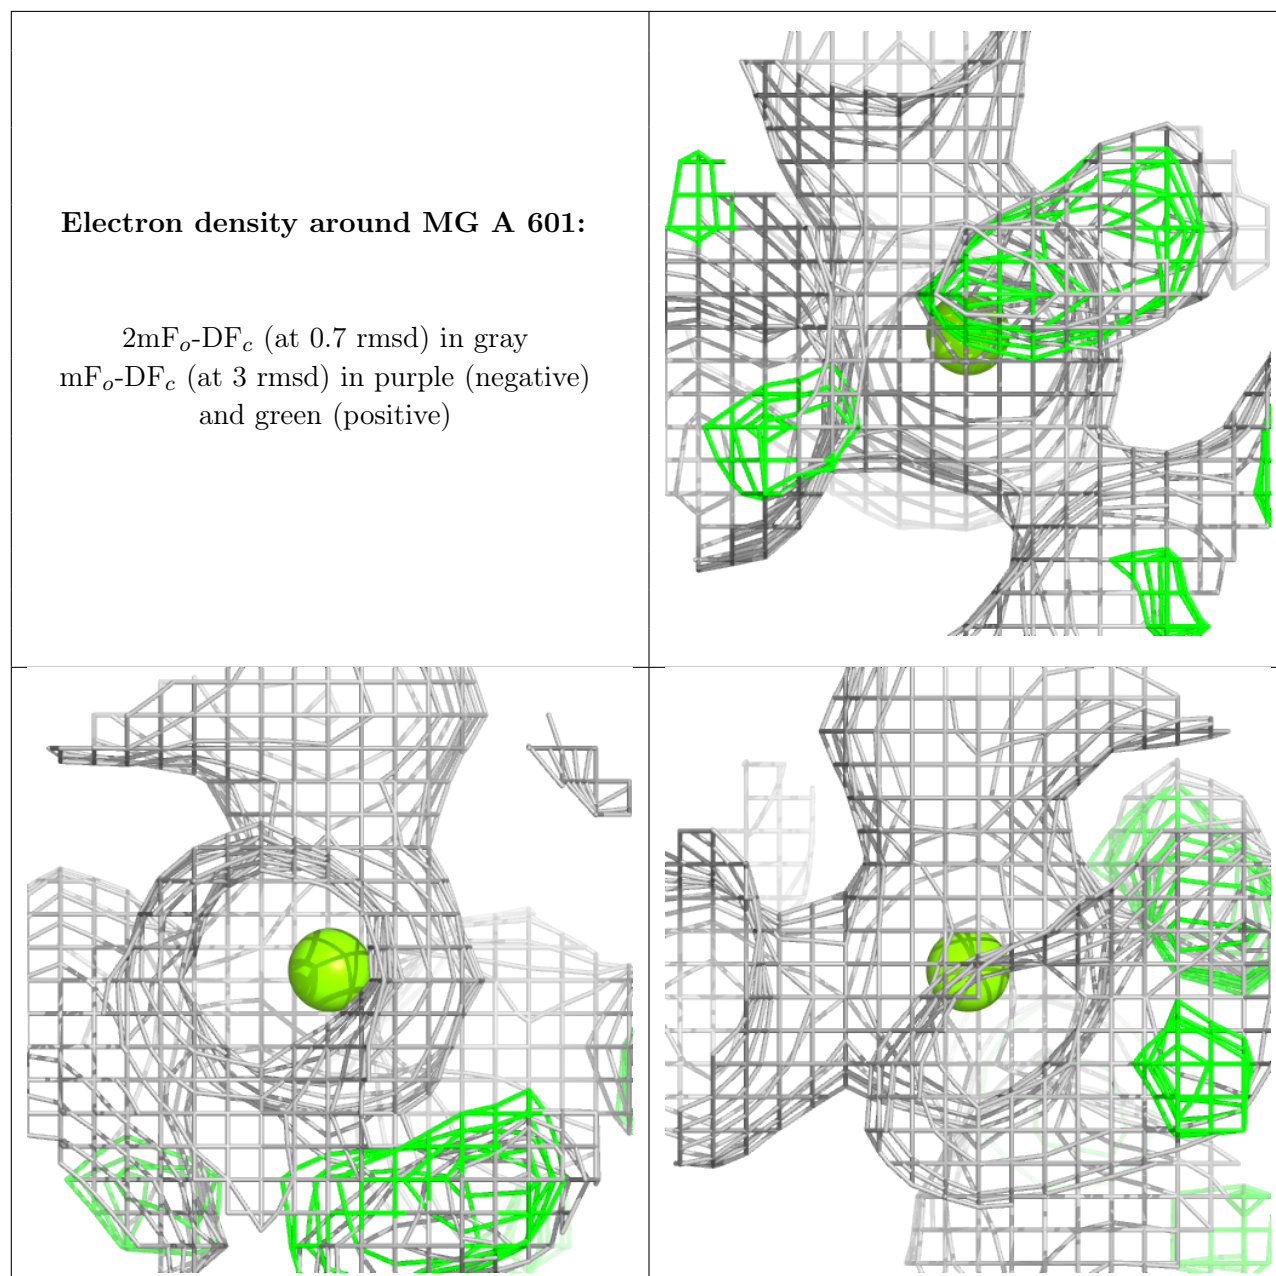 Electron density around MG A 601:
2mFo-DFc (at 0.7 rmsd) in gray
mFo-DFc (at 3 rmsd) in purple (negative)
and green (positive)